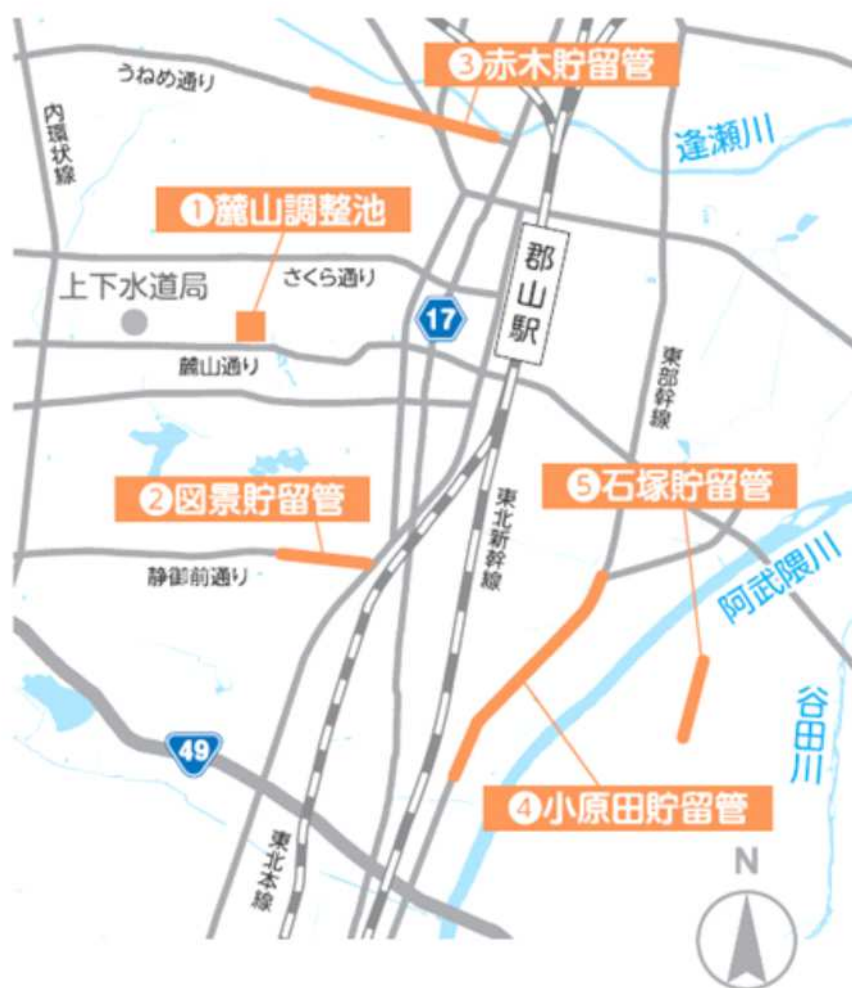 ③赤木貯留管
うねめ通り
内環状線
逢瀬川
①麓山調整池
郡山駅
上下水道局
さくら通り
17
麓山通り
東部幹線
②図景貯留管
⑤石塚貯留管
東北新幹線
静御前通り
阿武隈川
谷田川
49
④小原田貯留管
東北本線
N